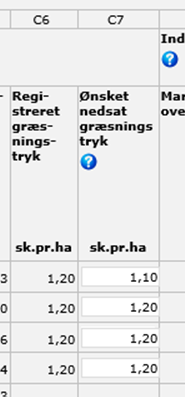 C6 C7
Ind
- Regi- Ønsket Mar
streret nedsat ove
græs- græsnings
nings- tryk
tryk
sk.pr.ha sk.pr.ha
3 1,20 1,10
0 1,20 1,20
6 1,20 1,20
4 1,20 1,20
3